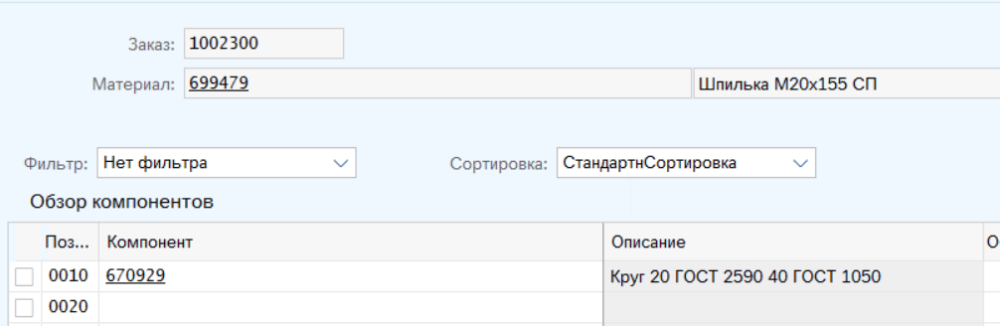 Заказ: 1002300
Материал: 699479 Шпилька М20х155 СП
Фильтр: Нет фильтра Сортировка: СтандартнСортировка
Обзор компонентов
Поз... Компонент Описание
0010 670929 Круг 20 ГОСТ 2590 40 ГОСТ 1050
0020